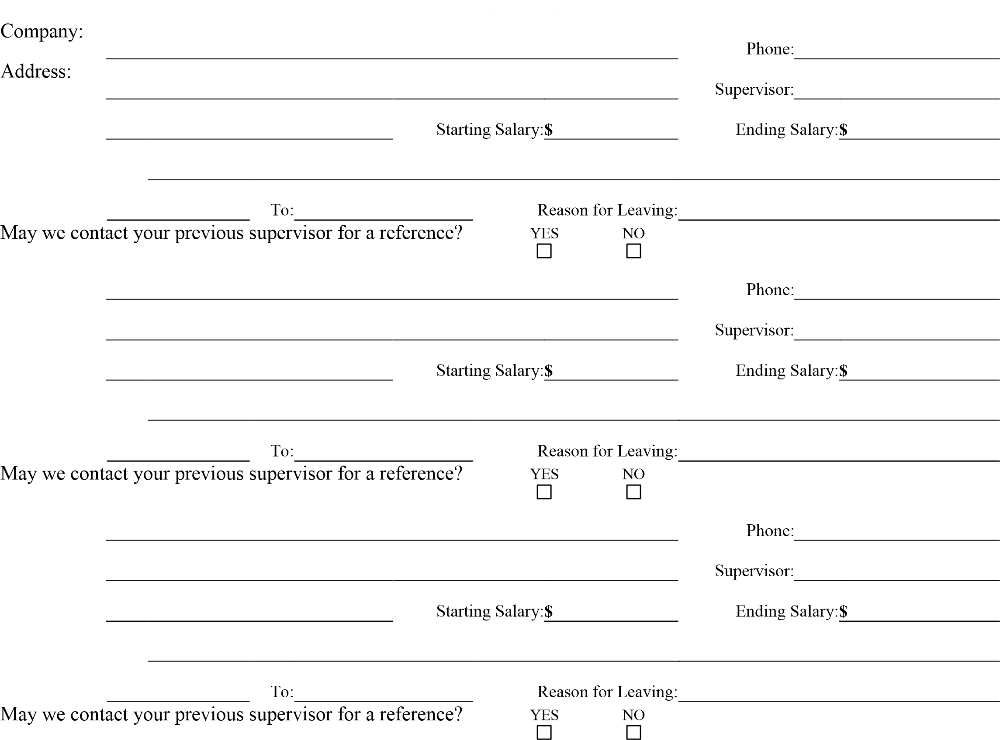 Company:
Phone:
Address:
Supervisor:
Starting Salary:$ Ending Salary:$
To: Reason for Leaving:
May we contact your previous supervisor for a reference? YES NO
Phone:
Supervisor:
Starting Salary:$ Ending Salary:$
To: Reason for Leaving:
May we contact your previous supervisor for a reference? YES NO
Phone:
Supervisor:
Starting Salary:$ Ending Salary:$
To: Reason for Leaving:
May we contact your previous supervisor for a reference? YES NO